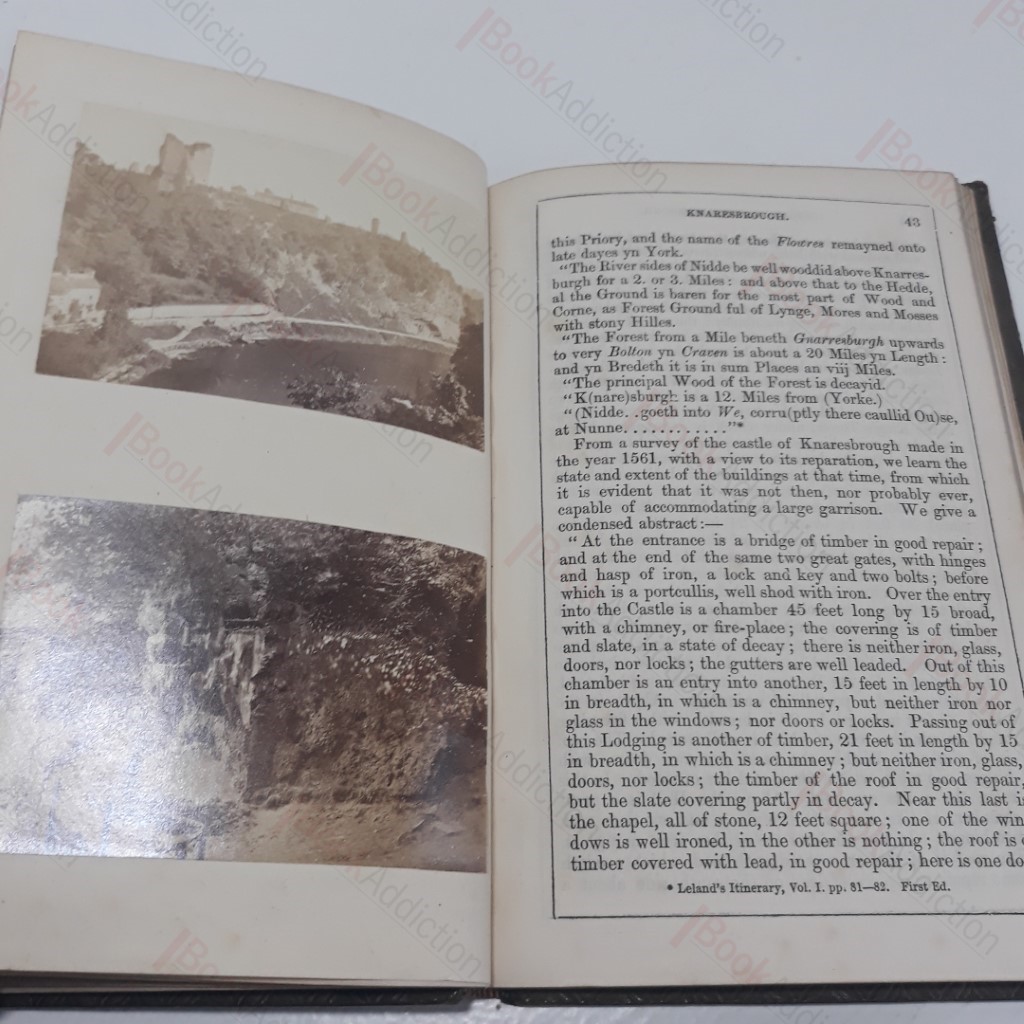 KNARESBROUGH. 43
this Priory, and the name of the Flowres remayned onto
late dayes yn York.
"The River sides of Nidde be well wooddid above Knarres-
burgh for a 2. or 3. Miles: and above that to the Hedde,
al the Ground is baren for the most part of Wood and
Corne, as Forest Ground ful of Lynge, Mores and Mosses
with stony Hilles.
"The Forest from a Mile beneth Gnarresburgh upwards
to very Bolton yn Craven is about a 20 Miles yn Length:
and yn Bredeth it is in sum Places an viij Miles.
"The principal Wood of the Forest is decayid.
"K(nare)sburgh is a 12. Miles from (Yorke.)
"(Nidde. .goeth into We, corru(ptly there caullid Ou)se,
at Nunne............"*
From a survey of the castle of Knaresbrough made in
the year 1561, with a view to its reparation, we learn the
state and extent of the buildings at that time, from which
it is evident that it was not then, nor probably ever,
capable of accommodating a large garrison. We give a
condensed abstract:—
"At the entrance is a bridge of timber in good repair;
and at the end of the same two great gates, with hinges
and hasp of iron, a lock and key and two bolts; before
which is a portcullis, well shod with iron. Over the entry
into the Castle is a chamber 45 feet long by 15 broad,
with a chimney, or fire-place; the covering is of timber
and slate, in a state of decay; there is neither iron, glass,
doors, nor locks; the gutters are well leaded. Out of this
chamber is an entry into another, 15 feet in length by 10
in breadth, in which is a chimney, but neither iron nor
glass in the windows; nor doors or locks. Passing out of
this Lodging is another of timber, 21 feet in length by 15
in breadth, in which is a chimney; but neither iron, glass,
doors, nor locks; the timber of the roof in good repair,
but the slate covering partly in decay. Near this last i
the chapel, all of stone, 12 feet square; one of the win
dows is well ironed, in the other is nothing; the roof is
timber covered with lead, in good repair; here is one do
* Leland's Itinerary, Vol. I. pp. 81—82. First Ed.
BookAddiction